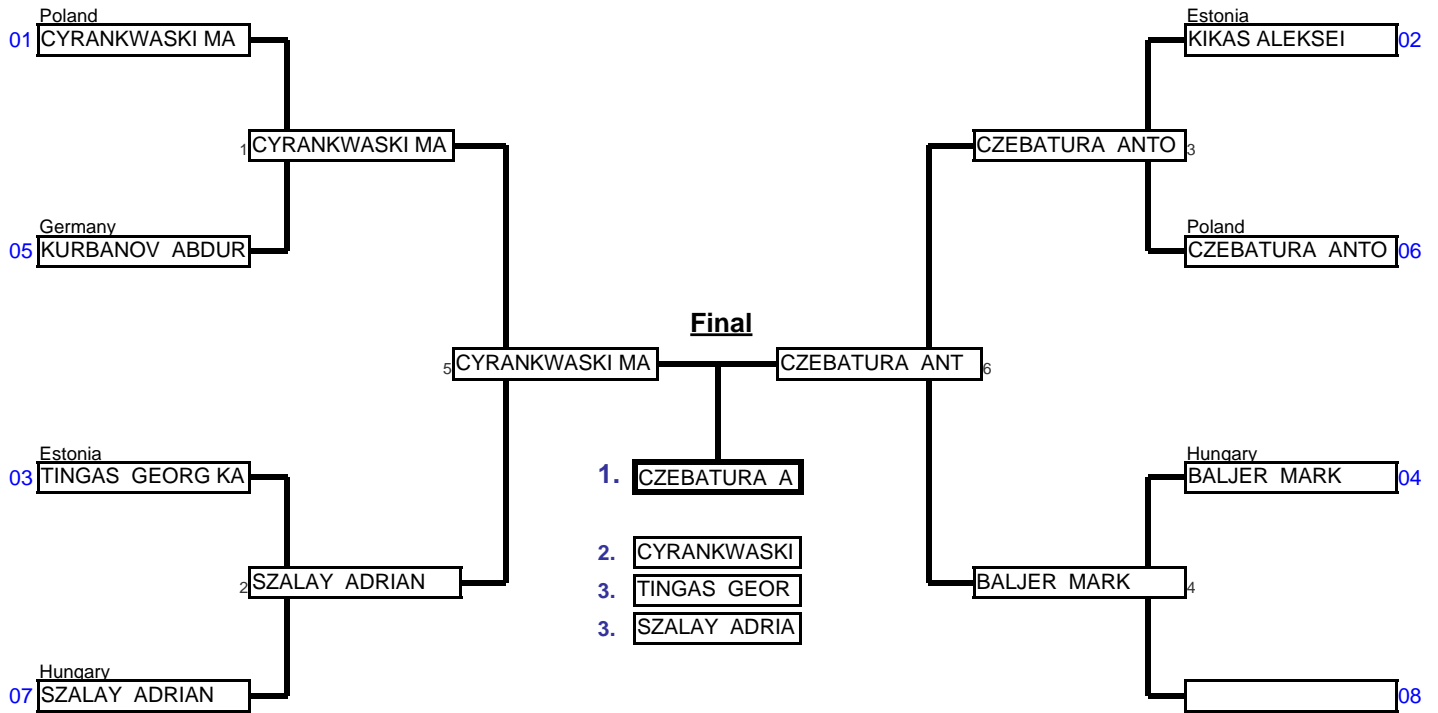 Poland
01 CYRANKWASKI MA
Estonia
KIKAS ALEKSEI 02
1 CYRANKWASKI MA
CZEBATURA ANTO 3
Germany
05 KURBANOV ABDUR
Poland
CZEBATURA ANTO 06
Final
5 CYRANKWASKI MA
CZEBATURA ANT 6
Estonia
03 TINGAS GEORG KA
1. CZEBATURA A
Hungary
BALJER MARK 04
2. CYRANKWASKI
2 SZALAY ADRIAN
3. TINGAS GEOR
BALJER MARK 4
3. SZALAY ADRIA
Hungary
07 SZALAY ADRIAN
08